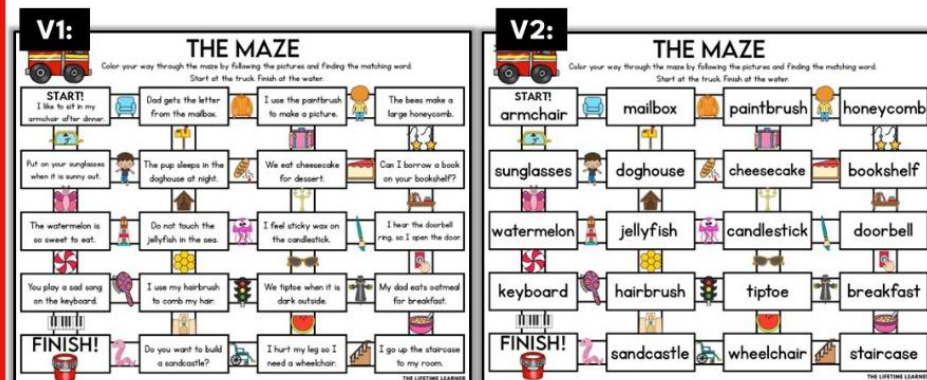 V1:
THE MAZE
Color your way through the maze by following the pictures and finding the matching word.
Start at the truck. Finish at the water.
START!
I like to sit in my
armchair after dinner.
Dad gets the letter
from the mailbox.
I use the paintbrush
to make a picture.
The bees make a
large honeycomb.
Put on your sunglasses
when it is sunny out.
The pup sleeps in the
doghouse at night.
We eat cheesecake
for dessert.
Can I borrow a book
on your bookshelf?
The watermelon is
so sweet to eat.
Do not touch the
jellyfish in the sea.
I feel sticky wax on
the candlestick.
I hear the doorbell
ring, so I open the door.
You play a sad song
on the keyboard.
I use my hairbrush
to comb my hair.
We tiptoe when it is
dark outside.
My dad eats oatmeal
for breakfast.
FINISH!
Do you want to build
a sandcastle?
I hurt my leg so I
need a wheelchair.
I go up the staircase
to my room.
THE LIFETIME LEARNER
V2:
THE MAZE
Color your way through the maze by following the pictures and finding the matching word.
Start at the truck. Finish at the water.
START!
armchair
mailbox
paintbrush
honeycomb
sunglasses
doghouse
cheesecake
bookshelf
watermelon
jellyfish
candlestick
doorbell
keyboard
hairbrush
tiptoe
breakfast
FINISH!
sandcastle
wheelchair
staircase
THE LIFETIME LEARNER